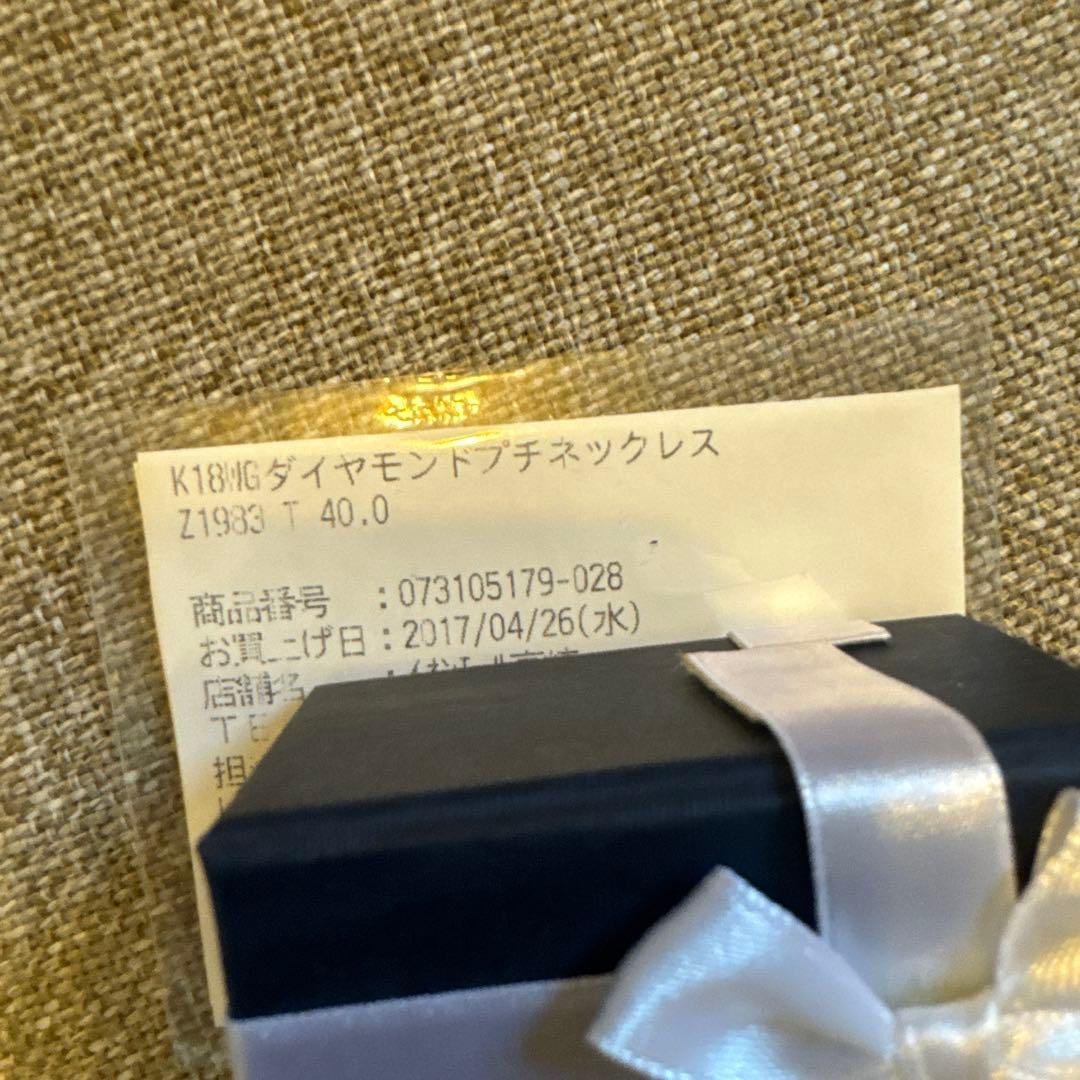 K18WGダイヤモンドプチネックレス
Z1983 T 40.0
商品番号 :073105179-028
お買上げ日:2017/04/26(水)
店舗名 :
TE
担